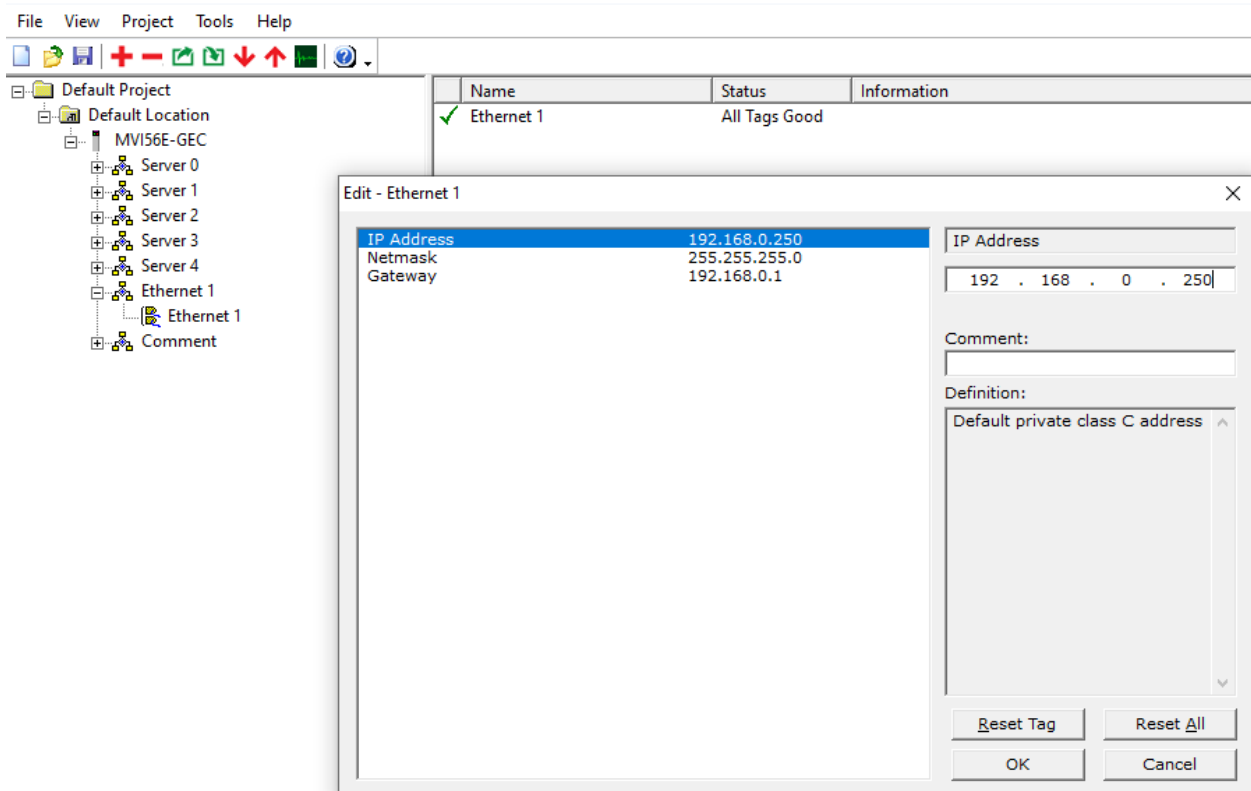 File View Project Tools Help
Default Project
Default Location
MVI56E-GEC
Server 0
Server 1
Server 2
Server 3
Server 4
Ethernet 1
Ethernet 1
Comment
Name Status Information
Ethernet 1 All Tags Good
Edit - Ethernet 1
IP Address 192.168.0.250
Netmask 255.255.255.0
Gateway 192.168.0.1
IP Address
192 . 168 . 0 . 250
Comment:
Definition:
Default private class C address
Reset Tag Reset All
OK Cancel